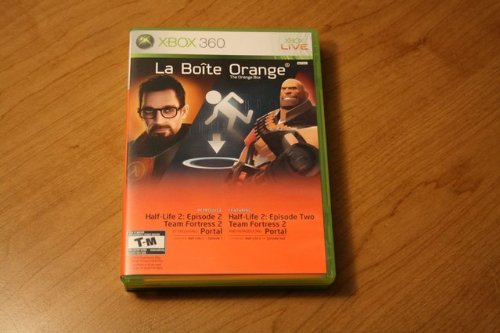 XBOX 360
XBOX
LIVE
La Boîte Orange
The Orange Box
Half-Life 2: Episode 2
Team Fortress 2
Portal
Half-Life 2: Episode Two
Team Fortress 2
Portal
T-M